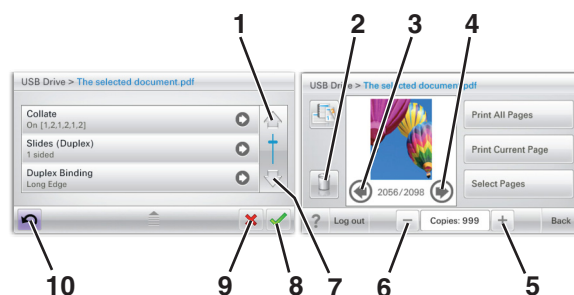 1 2 3 4
USB Drive > The selected document.pdf
Collate
On [1,2,1,2,1,2]
Slides (Duplex)
1 sided
Duplex Binding
Long Edge
USB Drive > The selected document.pdf
Print All Pages
Print Current Page
Select Pages
2056/2098
? Log out Copies: 999 Back
10 9 8 7 6 5